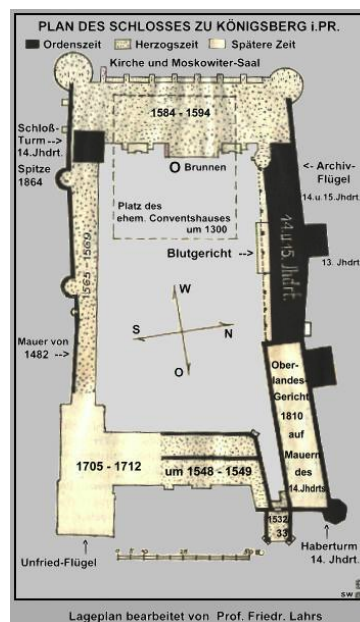 PLAN DES SCHLOSSES ZU KÖNIGSBERG i.PR.
Ordenszeit Herzogszeit Spätere Zeit
Kirche und Moskowiter-Saal
1584 - 1594
Schloß-
Turm -->
14.Jhdrt.
Spitze
1864
Brunnen
<- Archiv-
Flügel
14.u.15.Jhdrt.
Platz des
ehem. Conventshauses
um 1300
14.u.15.Jhdrt.
Blutgericht ->
13. Jhdrt.
1565 - 1569
W
S N
O
Mauer von
1482 -->
Ober-
landes-
Gericht
1810
auf
Mauern
des
14.Jhdrts.
1705 - 1712
um 1548 - 1549
1532
33
Unfried-Flügel
Haberturm
14. Jhdrt.
SW
Lageplan bearbeitet von Prof. Friedr. Lahrs